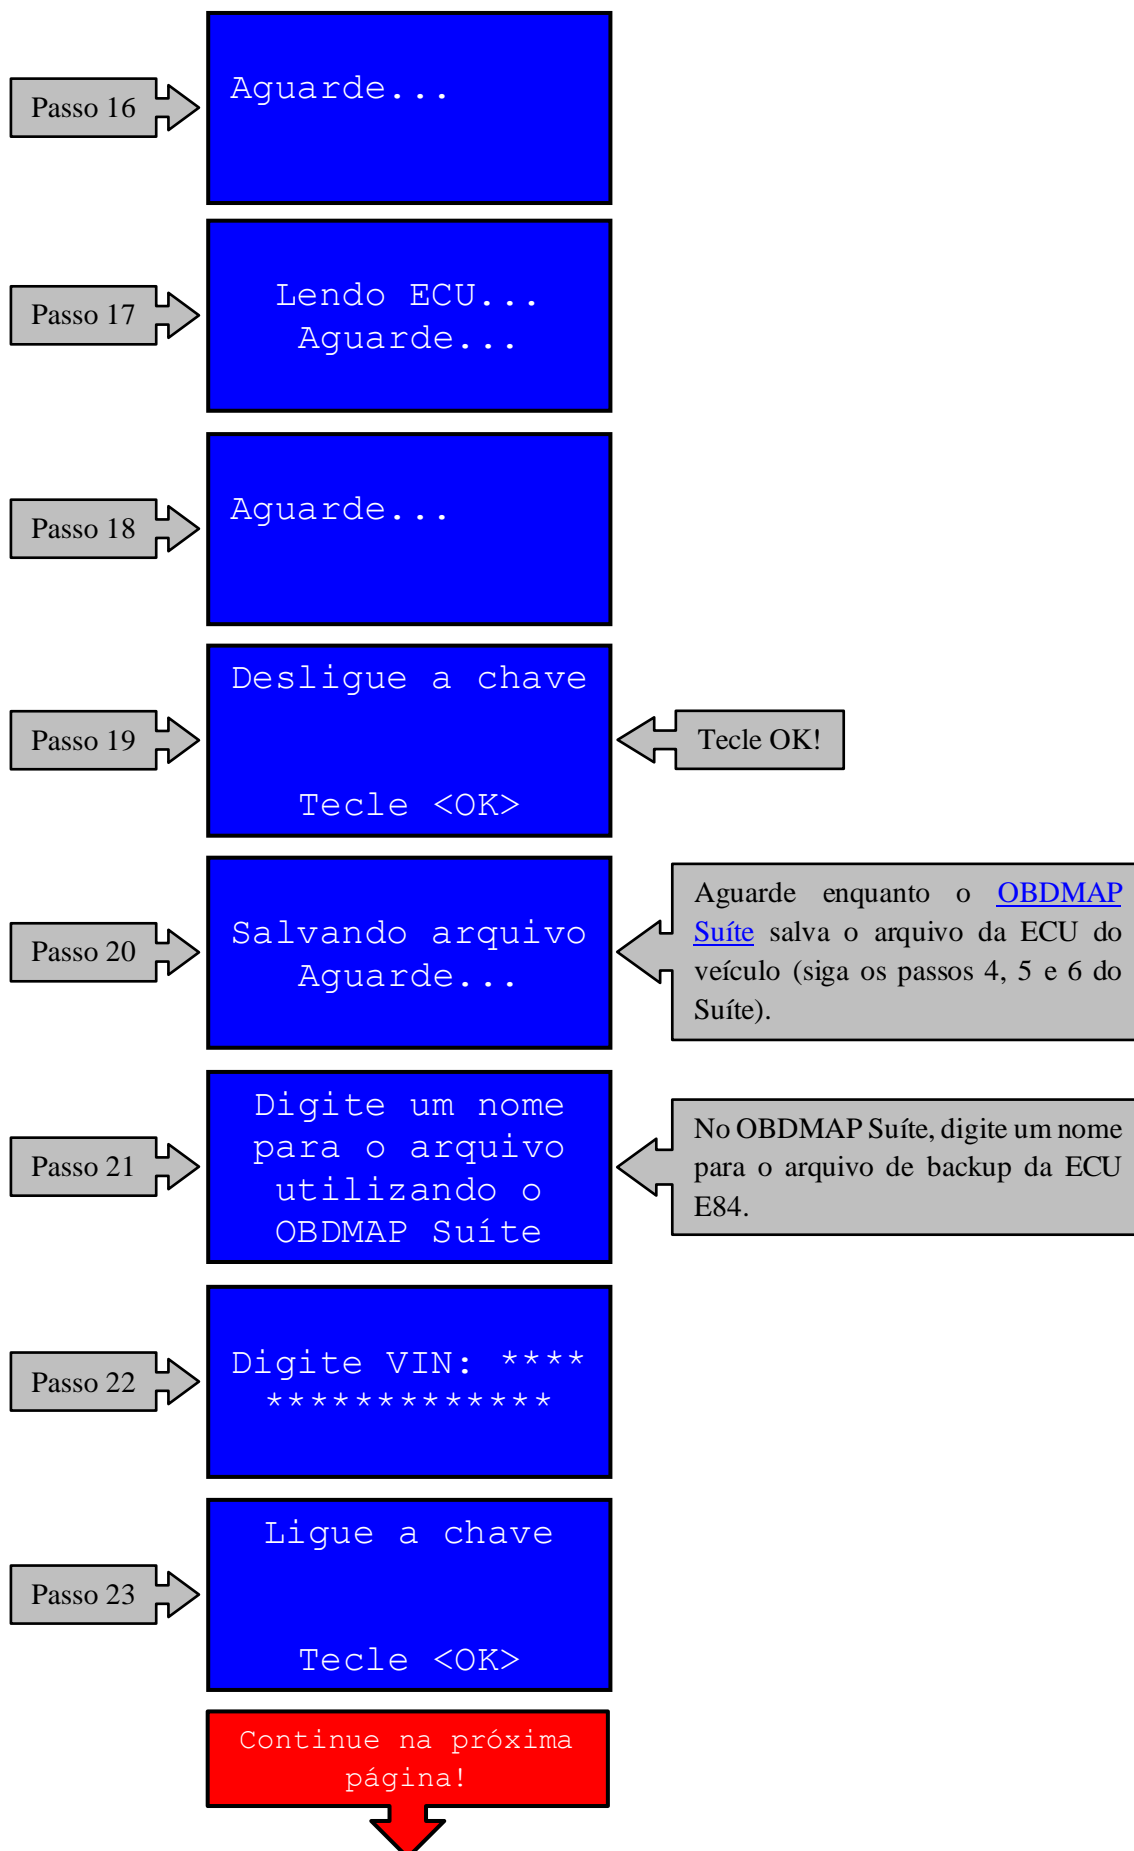 Passo 16
Aguarde...
Passo 17
Lendo ECU...
Aguarde...
Passo 18
Aguarde...
Passo 19
Desligue a chave
Tecle <OK>
Tecle OK!
Passo 20
Salvando arquivo
Aguarde...
Aguarde enquanto o OBDMAP
Suíte salva o arquivo da ECU do
veículo (siga os passos 4, 5 e 6 do
Suíte).
Passo 21
Digite um nome
para o arquivo
utilizando o
OBDMAP Suíte
No OBDMAP Suíte, digite um nome
para o arquivo de backup da ECU
E84.
Passo 22
Digite VIN: ****
*************
Passo 23
Ligue a chave
Tecle <OK>
Continue na próxima
página!